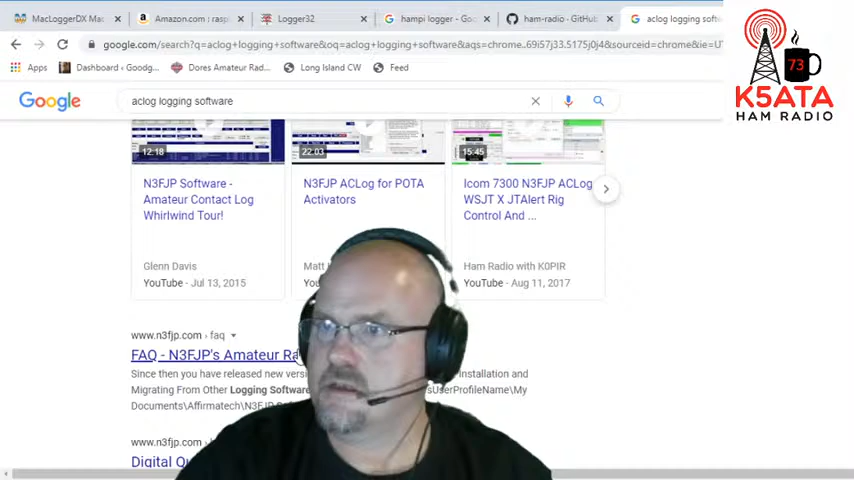 MacLoggerDX Ma
Amazon.com : rasp
Logger32
hampi logger - Goo
ham-radio · GitHub
aclog logging softw
google.com/search?q=aclog+logging+software&oq=aclog+logging+software&aqs=chrome..69i57j33.5175j0j4&sourceid=chrome&ie=UT
Apps
Dashboard ‹ Goodg...
Dores Amateur Rad...
Long Island CW
Feed
73
K5ATA
HAM RADIO
Google
aclog logging software
12:18
22:03
15:45
N3FJP Software -
Amateur Contact Log
Whirlwind Tour!
N3FJP ACLog for POTA
Activators
Icom 7300 N3FJP ACLog
WSJT X JTAlert Rig
Control And ...
Glenn Davis
YouTube - Jul 13, 2015
Matt
Ham Radio with K0PIR
YouTube - Aug 11, 2017
www.n3fjp.com › faq
FAQ - N3FJP's Amateur Ra
Since then you have released new versi
Installation and
Migrating From Other Logging Software
sUserProfileName\My
Documents\Affirmatech\N3FJP
www.n3fjp.com
Digital Qu